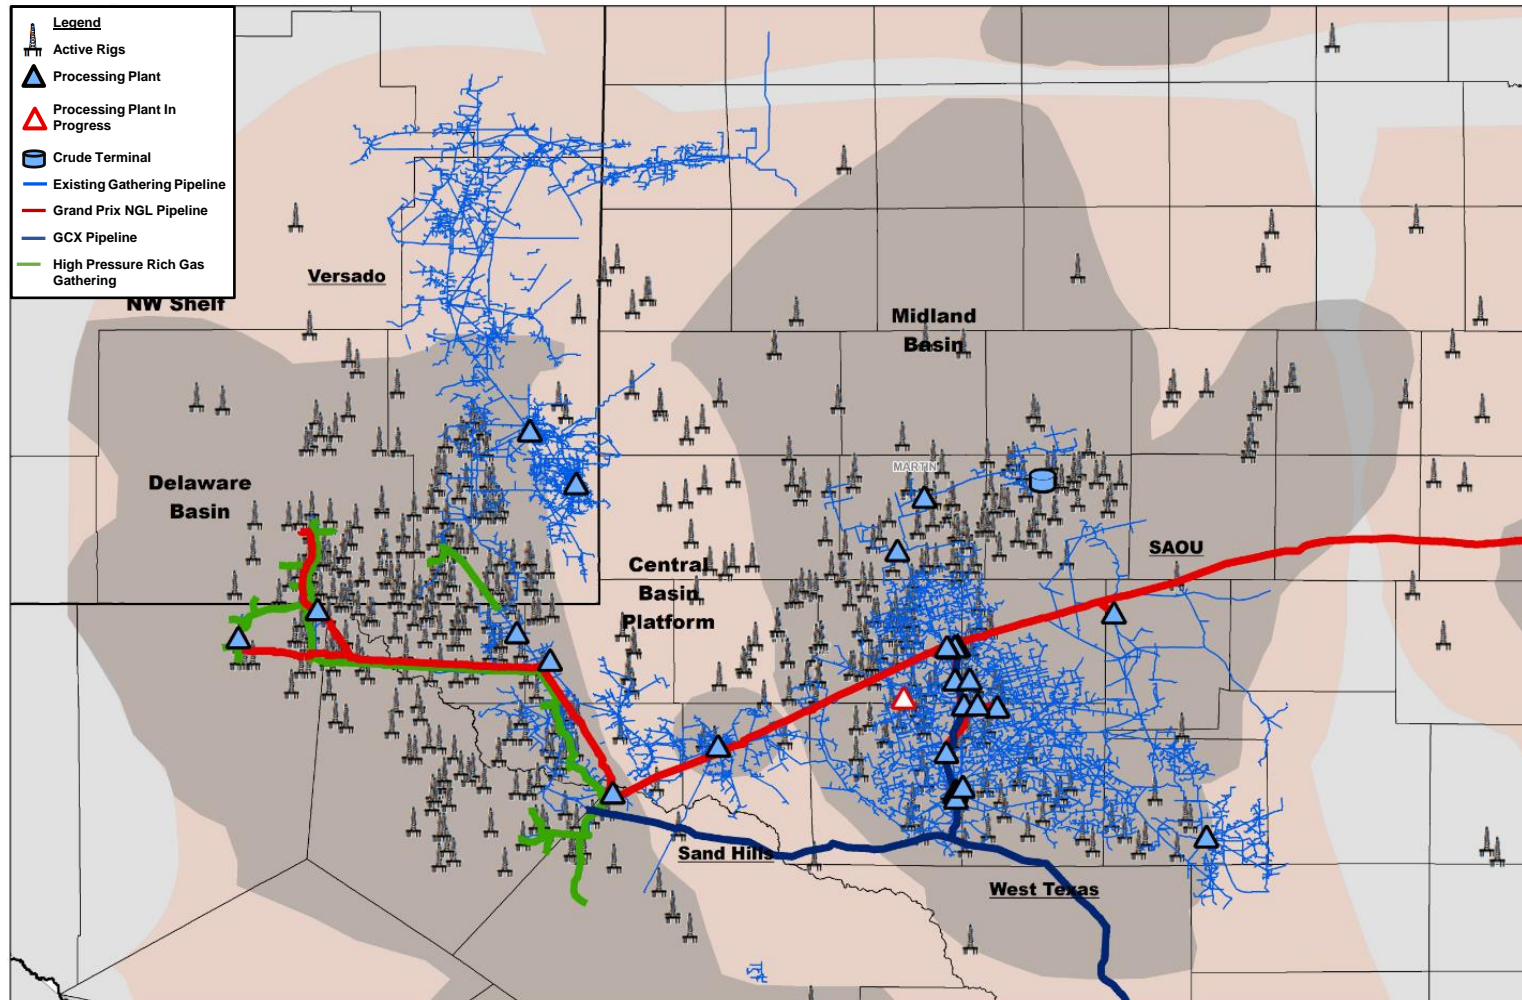 Legend
Active Rigs
Processing Plant
Processing Plant In
Progress
Crude Terminal
Existing Gathering Pipeline
Grand Prix NGL Pipeline
GCX Pipeline
High Pressure Rich Gas
Gathering
NW Shelf
Versado
Midland
Basin
MARTIN
Delaware
Basin
SAOU
Central
Basin
Platform
Sand Hills
West Texas